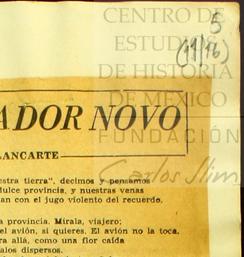 CENTRO DE
ESTUDIOS
DE HISTORIA
DE MÉXICO
FUNDACIÓN
Carlos Slim
5
(11/16)
ADOR NOVO
LANCARTE
estra tierra", decimos y pensamos
dulce provincia, y nuestras venas
an con el jugo violento del recuerdo.
a provincia. Mírala, viajero;
el avión, si quieres. El avión no la toca.
ra allá, como una flor caída
alos dispersos.